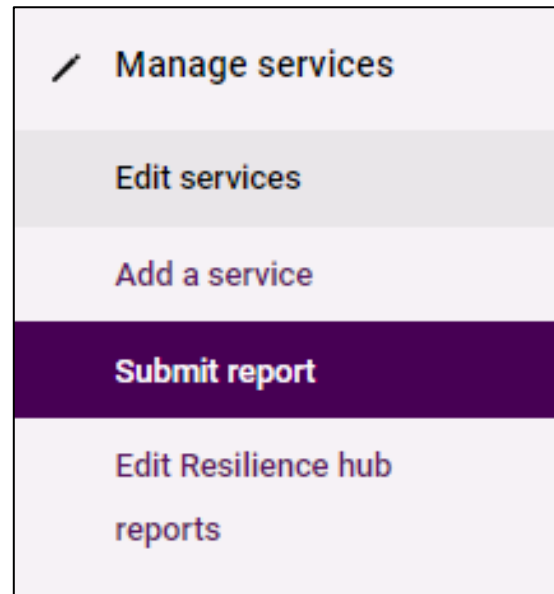 Manage services
Edit services
Add a service
Submit report
Edit Resilience hub
reports